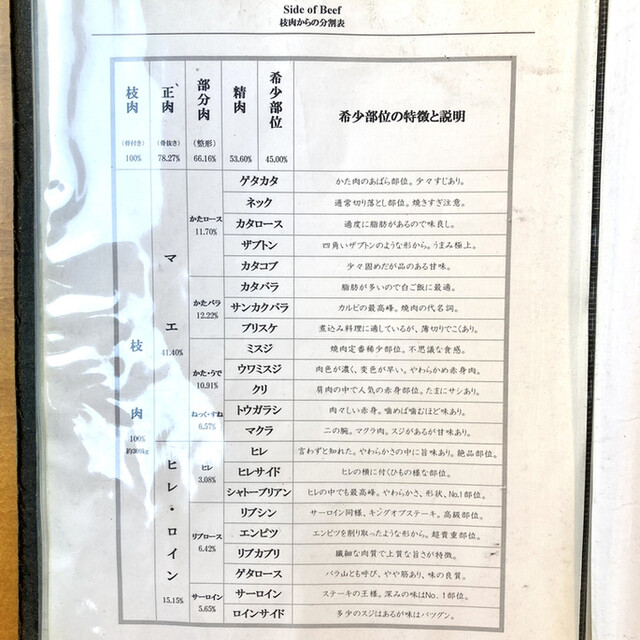 Side of Beef
枝肉からの分割表
枝肉 (骨付き) 100%
正肉 (骨抜き) 78.27%
部分肉 (整形) 66.16%
精肉 53.60%
希少部位 45.00%
希少部位の特徴と説明
枝肉 100%
マエ 41.40%
かたロース 11.70%
ゲタカタ かた肉のあばら部位。少々すじあり。
ネック 通常切り落とし部位。焼きすぎ注意。
カタロース 適度に脂肪があるので味良し。
ザブトン 四角いザブトンのような形から。うまみ極上。
カタコブ 少々固めだが品のある甘味。
かたバラ 12.22%
カタバラ 脂肪が多いので白ご飯に最適。
サンカクバラ カルビの最高峰。焼肉の代名詞。
ブリスケ 煮込み料理に適しているが、薄切りでこくあり。
かた・うで 10.91%
ミスジ 焼肉定番稀少部位。不思議な食感。
ウワミスジ 肉色が濃く、変色が早い。やわらかめ赤身肉。
クリ 肩肉の中で人気の赤身部位。たまにサシあり。
トウガラシ 肉々しい赤身。噛めば噛むほど味あり。
ねっく・すね 6.57%
マクラ 二の腕。マクラ肉。スジがあるが甘味あり。
ヒレ・ロイン 15.15%
ヒレ 3.08%
ヒレ 言わずと知れた。やわらかさの中に旨味あり。絶品部位。
ヒレサイド ヒレの横に付くひもの様な部位。
シャトーブリアン ヒレの中でも最高峰。やわらかさ、形状、No.1部位。
リブロース 6.42%
リブシン サーロイン同様、キングオブステーキ。高級部位。
エンピツ エンピツを削り取ったような形から。超貴重部位。
リブカブリ 繊細な肉質で上質な旨さが特徴。
ゲタロース バラ山とも呼び、やや筋あり、味の良質。
サーロイン 5.65%
サーロイン ステーキの王様。深みの味はNo.1部位。
ロインサイド 多少のスジはあるが味はバツグン。